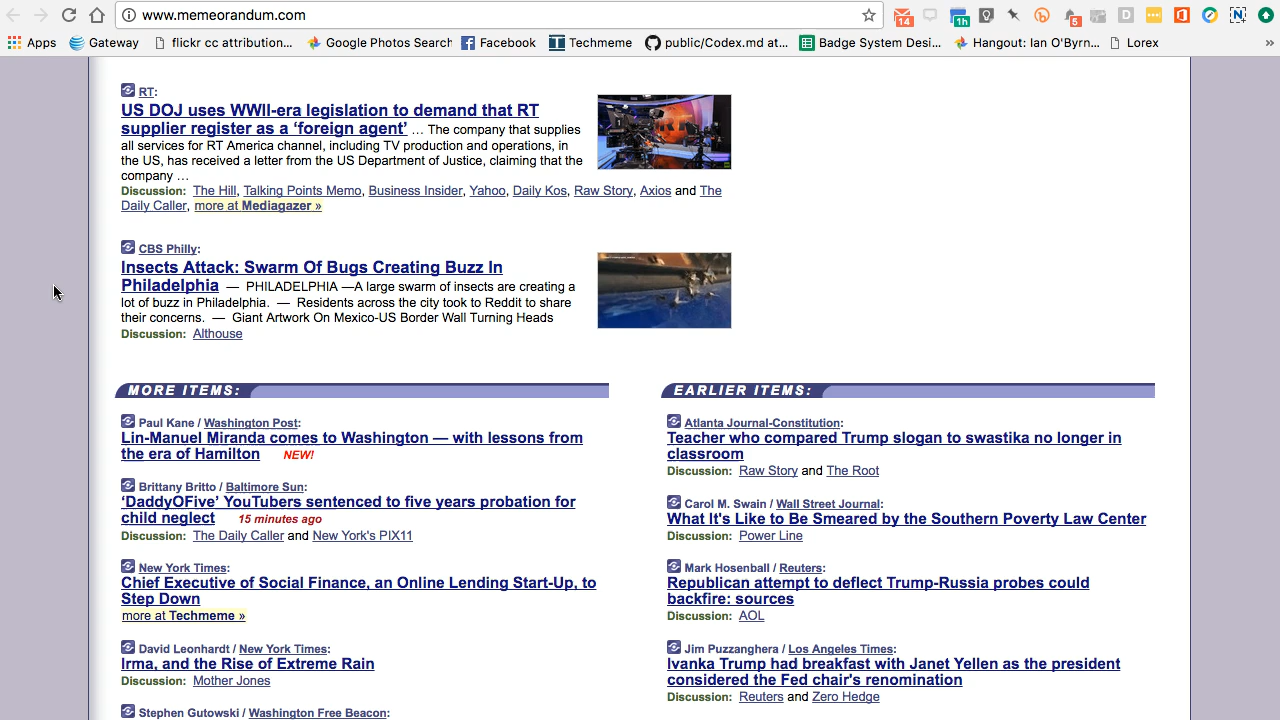 www.memeorandum.com
14
1h
5
D
N
Apps
Gateway
flickr cc attribution...
Google Photos Search
Facebook
Techmeme
public/Codex.md at...
Badge System Desi...
Hangout: Ian O'Byrn...
Lorex
»
RT:
US DOJ uses WWII-era legislation to demand that RT
supplier register as a ‘foreign agent’ … The company that supplies
all services for RT America channel, including TV production and operations, in
the US, has received a letter from the US Department of Justice, claiming that the
company …
Discussion: The Hill, Talking Points Memo, Business Insider, Yahoo, Daily Kos, Raw Story, Axios and The
Daily Caller, more at Mediagazer »
CBS Philly:
Insects Attack: Swarm Of Bugs Creating Buzz In
Philadelphia — PHILADELPHIA —A large swarm of insects are creating a
lot of buzz in Philadelphia. — Residents across the city took to Reddit to share
their concerns. — Giant Artwork On Mexico-US Border Wall Turning Heads
Discussion: Althouse
MORE ITEMS:
Paul Kane / Washington Post:
Lin-Manuel Miranda comes to Washington — with lessons from
the era of Hamilton NEW!
Brittany Britto / Baltimore Sun:
‘DaddyOFive’ YouTubers sentenced to five years probation for
child neglect 15 minutes ago
Discussion: The Daily Caller and New York's PIX11
New York Times:
Chief Executive of Social Finance, an Online Lending Start-Up, to
Step Down
more at Techmeme »
David Leonhardt / New York Times:
Irma, and the Rise of Extreme Rain
Discussion: Mother Jones
Stephen Gutowski / Washington Free Beacon:
EARLIER ITEMS:
Atlanta Journal-Constitution:
Teacher who compared Trump slogan to swastika no longer in
classroom
Discussion: Raw Story and The Root
Carol M. Swain / Wall Street Journal:
What It's Like to Be Smeared by the Southern Poverty Law Center
Discussion: Power Line
Mark Hosenball / Reuters:
Republican attempt to deflect Trump-Russia probes could
backfire: sources
Discussion: AOL
Jim Puzzanghera / Los Angeles Times:
Ivanka Trump had breakfast with Janet Yellen as the president
considered the Fed chair's renomination
Discussion: Reuters and Zero Hedge